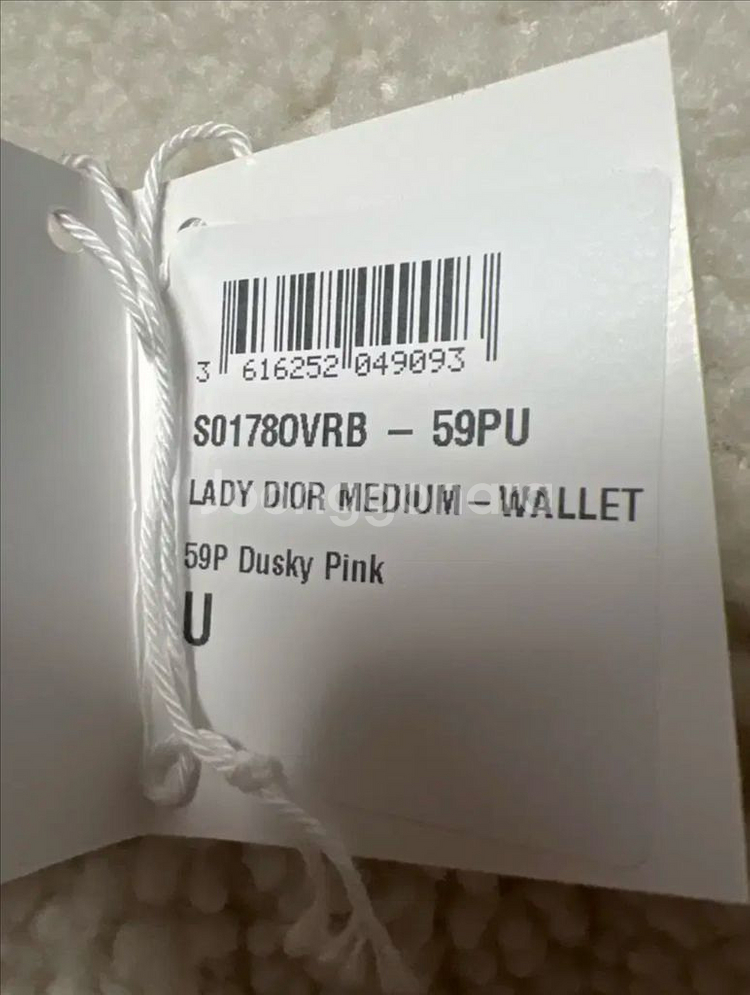 3 616252 049093
S0178OVRB – 59PU
LADY DIOR MEDIUM – WALLET
59P Dusky Pink
U